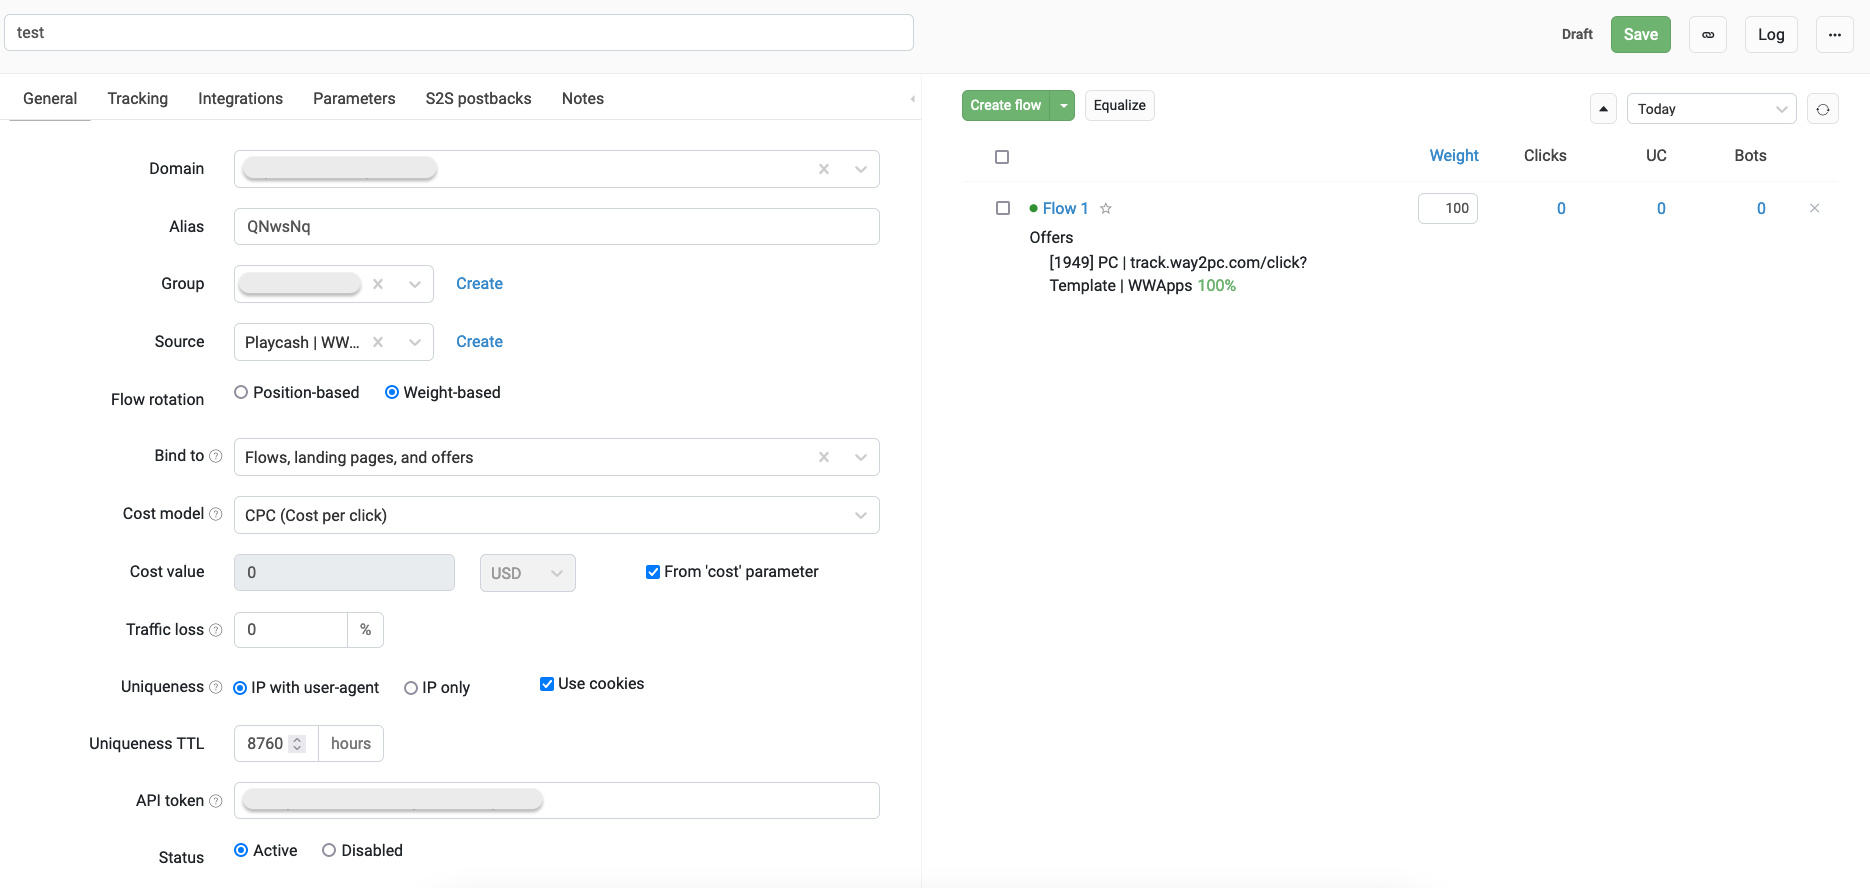 test
Draft
Save
Log
General Tracking Integrations Parameters S2S postbacks Notes
Domain
Alias QNwsNq
Group Create
Source Playcash | WW... Create
Flow rotation Position-based Weight-based
Bind to Flows, landing pages, and offers
Cost model CPC (Cost per click)
Cost value 0 USD From 'cost' parameter
Traffic loss 0 %
Uniqueness IP with user-agent IP only Use cookies
Uniqueness TTL 8760 hours
API token
Status Active Disabled
Create flow Equalize Today
Weight Clicks UC Bots
Flow 1 100 0 0 0
Offers
[1949] PC | track.way2pc.com/click?
Template | WWApps 100%